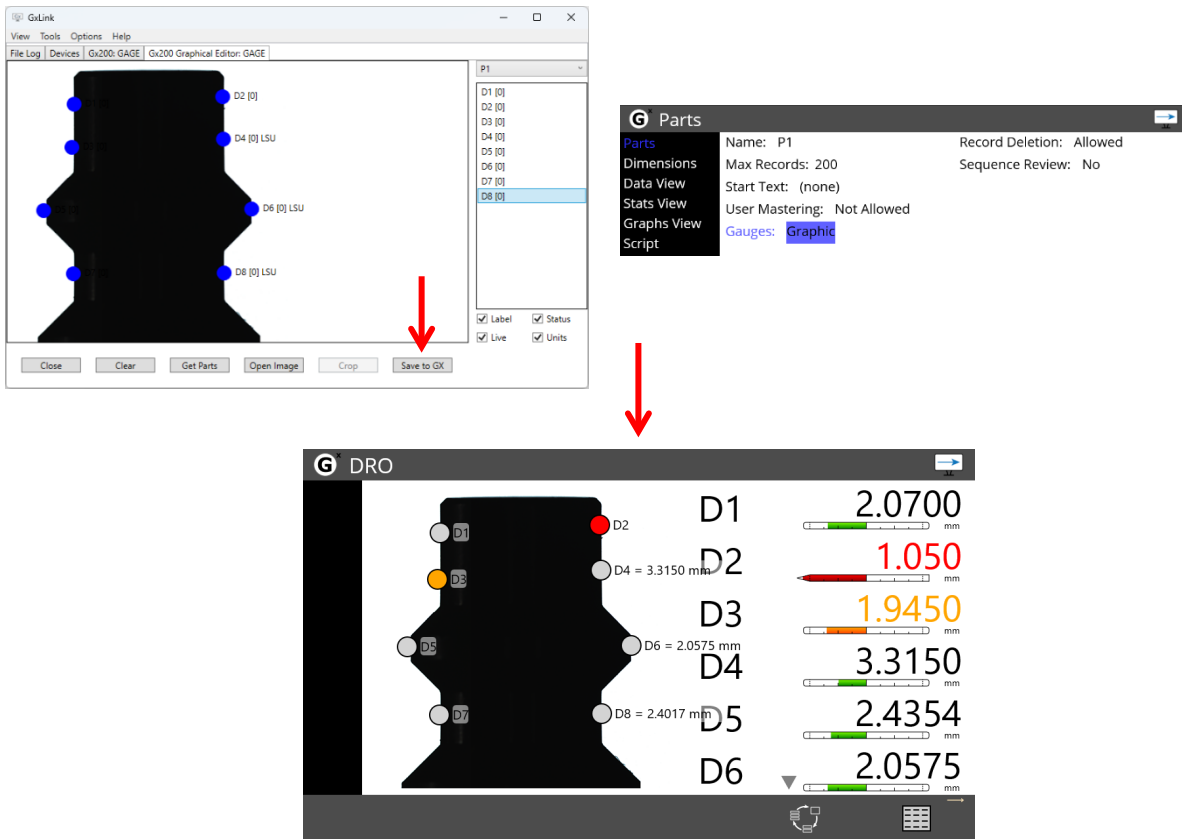 GxLink
View Tools Options Help
File Log Devices Gx200: GAGE Gx200 Graphical Editor: GAGE
P1
D1 [0]
D2 [0]
D3 [0]
D4 [0]
D5 [0]
D6 [0]
D7 [0]
D8 [0]
D2 [0]
D4 [0] LSU
D6 [0] LSU
D8 [0] LSU
Label Status
Live Units
Close Clear Get Parts Open Image Crop Save to GX
Gx Parts
Parts
Dimensions
Data View
Stats View
Graphs View
Script
Name: P1
Max Records: 200
Start Text: (none)
User Mastering: Not Allowed
Gauges: Graphic
Record Deletion: Allowed
Sequence Review: No
Gx DRO
D1
D2
D3
D4 = 3.3150 mm
D5
D6 = 2.0575 mm
D7
D8 = 2.4017 mm
D1 2.0700
mm
D2 1.050
mm
D3 1.9450
mm
D4 3.3150
mm
D5 2.4354
mm
D6 2.0575
mm